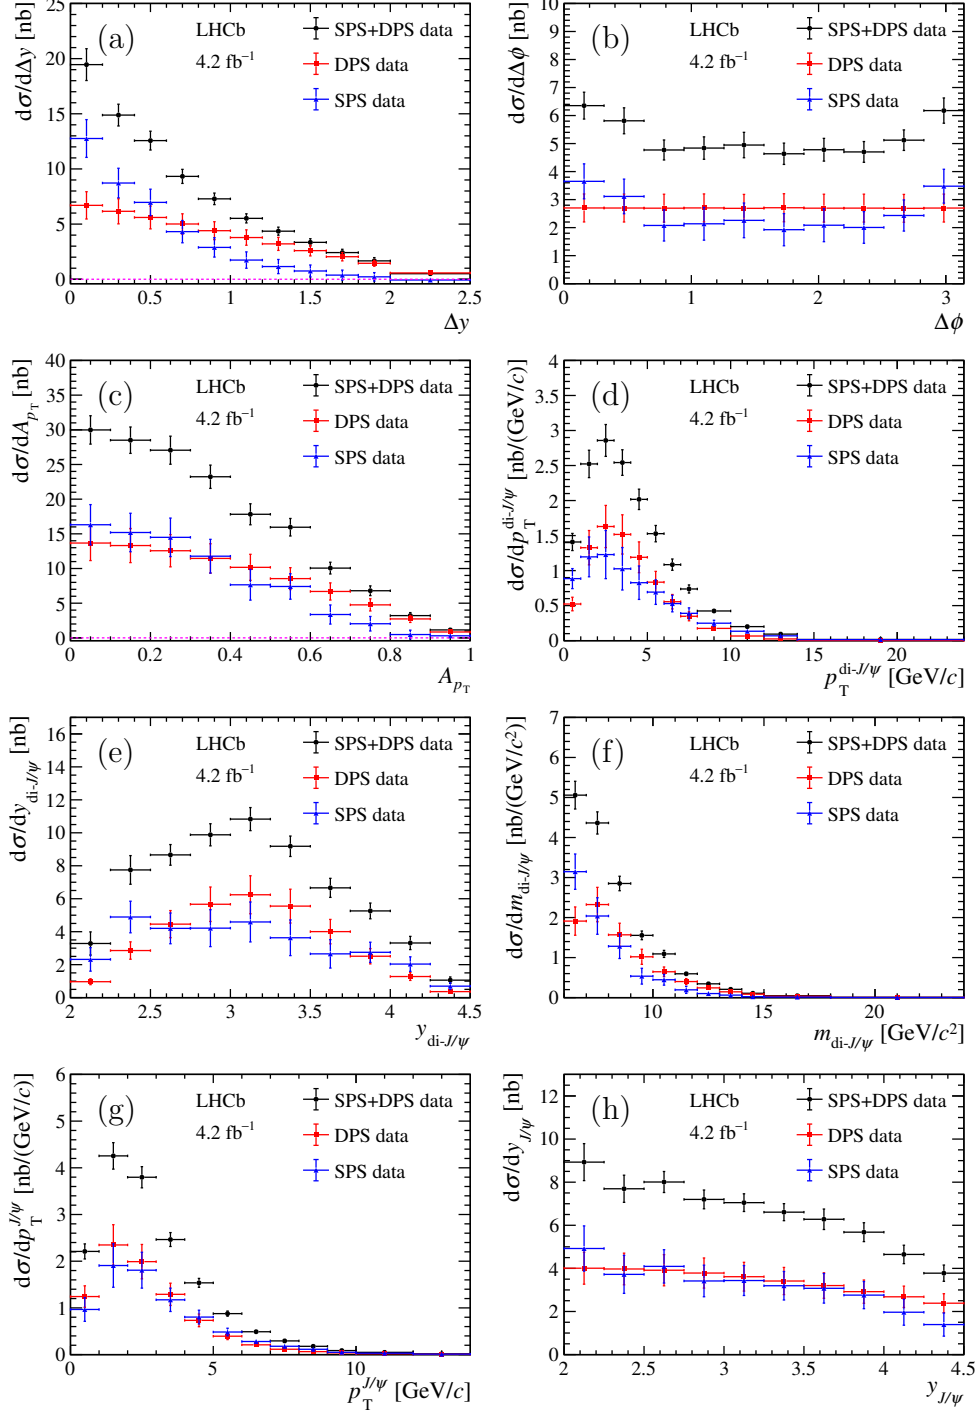 dσ/dΔy [nb]
25
20
15
10
5
0
(a)
LHCb
4.2 fb⁻¹
SPS+DPS data
DPS data
SPS data
0 0.5 1 1.5 2 2.5
Δy
dσ/dΔϕ [nb]
10
9
8
7
6
5
4
3
2
1
0
(b)
LHCb
4.2 fb⁻¹
SPS+DPS data
DPS data
SPS data
0 1 2 3
Δϕ
dσ/dA_{p_T} [nb]
40
35
30
25
20
15
10
5
0
(c)
LHCb
4.2 fb⁻¹
SPS+DPS data
DPS data
SPS data
0 0.2 0.4 0.6 0.8 1
A_{p_T}
dσ/dp_T^{di-J/ψ} [nb/(GeV/c)]
4
3.5
3
2.5
2
1.5
1
0.5
0
(d)
LHCb
4.2 fb⁻¹
SPS+DPS data
DPS data
SPS data
0 5 10 15 20
p_T^{di-J/ψ} [GeV/c]
dσ/dy_{di-J/ψ} [nb]
16
14
12
10
8
6
4
2
0
(e)
LHCb
4.2 fb⁻¹
SPS+DPS data
DPS data
SPS data
2 2.5 3 3.5 4 4.5
y_{di-J/ψ}
dσ/dm_{di-J/ψ} [nb/(GeV/c²)]
7
6
5
4
3
2
1
0
(f)
LHCb
4.2 fb⁻¹
SPS+DPS data
DPS data
SPS data
10 15 20
m_{di-J/ψ} [GeV/c²]
dσ/dp_T^{J/ψ} [nb/(GeV/c)]
6
5
4
3
2
1
0
(g)
LHCb
4.2 fb⁻¹
SPS+DPS data
DPS data
SPS data
0 5 10
p_T^{J/ψ} [GeV/c]
dσ/dy_{J/ψ} [nb]
12
10
8
6
4
2
0
(h)
LHCb
4.2 fb⁻¹
SPS+DPS data
DPS data
SPS data
2 2.5 3 3.5 4 4.5
y_{J/ψ}